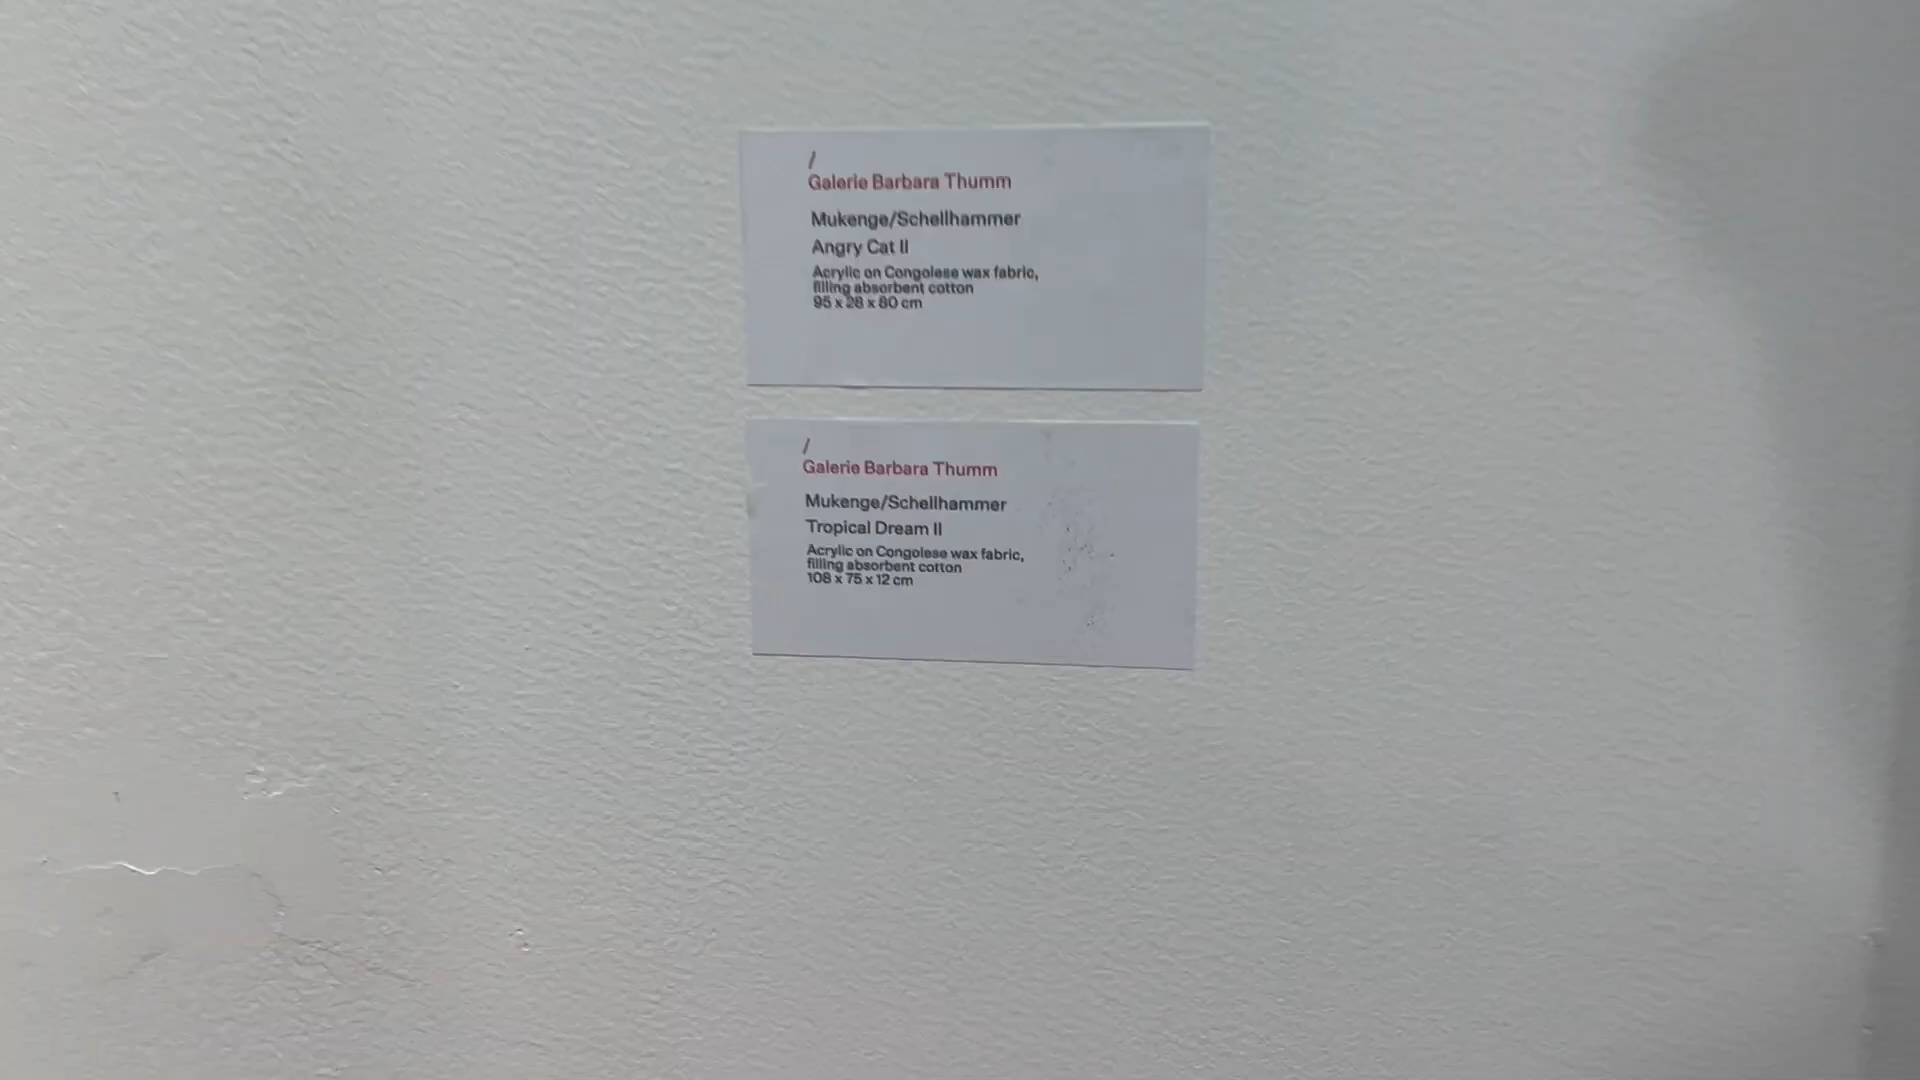 /
Galerie Barbara Thumm
Mukenge/Schellhammer
Angry Cat II
Acrylic on Congolese wax fabric,
filling absorbent cotton
95 x 28 x 80 cm
/
Galerie Barbara Thumm
Mukenge/Schellhammer
Tropical Dream II
Acrylic on Congolese wax fabric,
filling absorbent cotton
108 x 75 x 12 cm